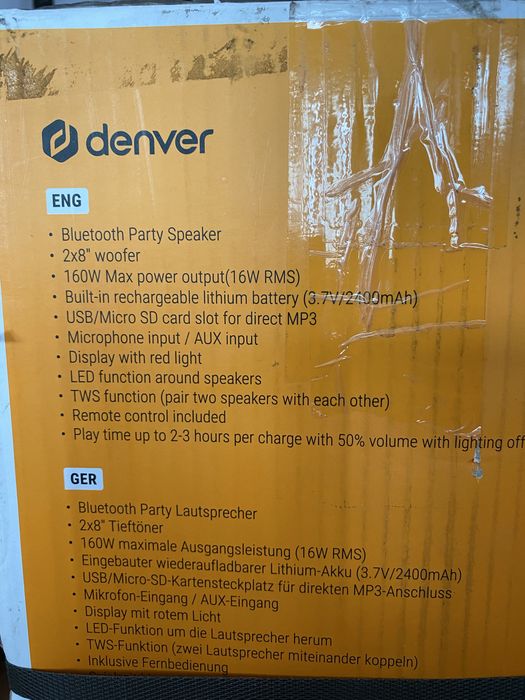 denver
ENG
• Bluetooth Party Speaker
• 2x8" woofer
• 160W Max power output(16W RMS)
• Built-in rechargeable lithium battery (3.7V/2400mAh)
• USB/Micro SD card slot for direct MP3
• Microphone input / AUX input
• Display with red light
• LED function around speakers
• TWS function (pair two speakers with each other)
• Remote control included
• Play time up to 2-3 hours per charge with 50% volume with lighting off
GER
• Bluetooth Party Lautsprecher
• 2x8" Tieftöner
• 160W maximale Ausgangsleistung (16W RMS)
• Eingebauter wiederaufladbarer Lithium-Akku (3.7V/2400mAh)
• USB/Micro-SD-Kartensteckplatz für direkten MP3-Anschluss
• Mikrofon-Eingang / AUX-Eingang
• Display mit rotem Licht
• LED-Funktion um die Lautsprecher herum
• TWS-Funktion (zwei Lautsprecher miteinander koppeln)
• Inklusive Fernbedienung